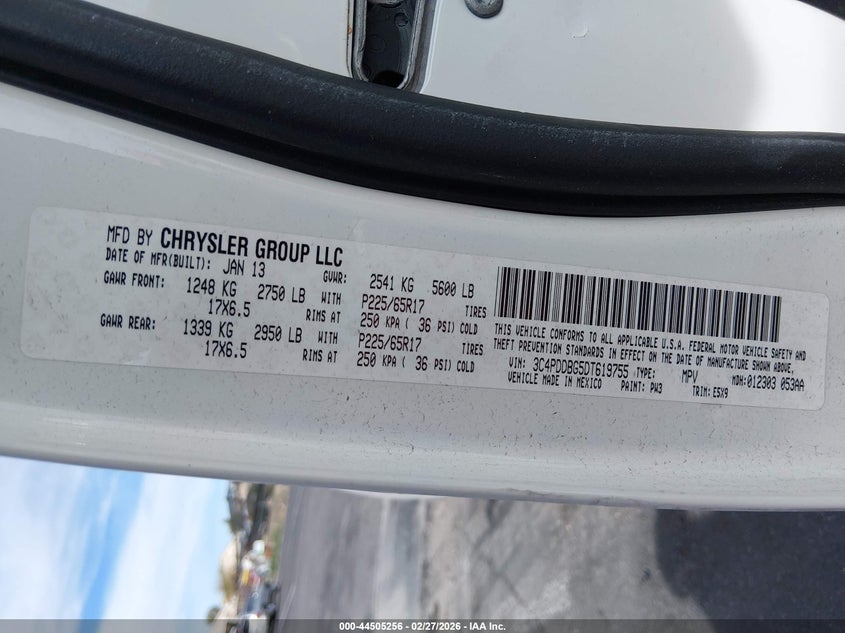 MFD BY CHRYSLER GROUP LLC
DATE OF MFR(BUILT): JAN 13 GVWR: 2541 KG 5600 LB
GAWR FRONT: 1248 KG 2750 LB WITH P225/65R17 TIRES
17X6.5 RIMS AT 250 KPA ( 36 PSI) COLD
GAWR REAR: 1339 KG 2950 LB WITH P225/65R17 TIRES
17X6.5 RIMS AT 250 KPA ( 36 PSI) COLD
THIS VEHICLE CONFORMS TO ALL APPLICABLE U.S.A. FEDERAL MOTOR VEHICLE SAFETY AND
THEFT PREVENTION STANDARDS IN EFFECT ON THE DATE OF MANUFACTURE SHOWN ABOVE.
VIN: 3C4PDDBG5DT619755 TYPE: MPV MDH:012303 053AA
VEHICLE MADE IN MEXICO PAINT: PW3 TRIM: E5X9
000-44505256 - 02/27/2026 - IAA Inc.